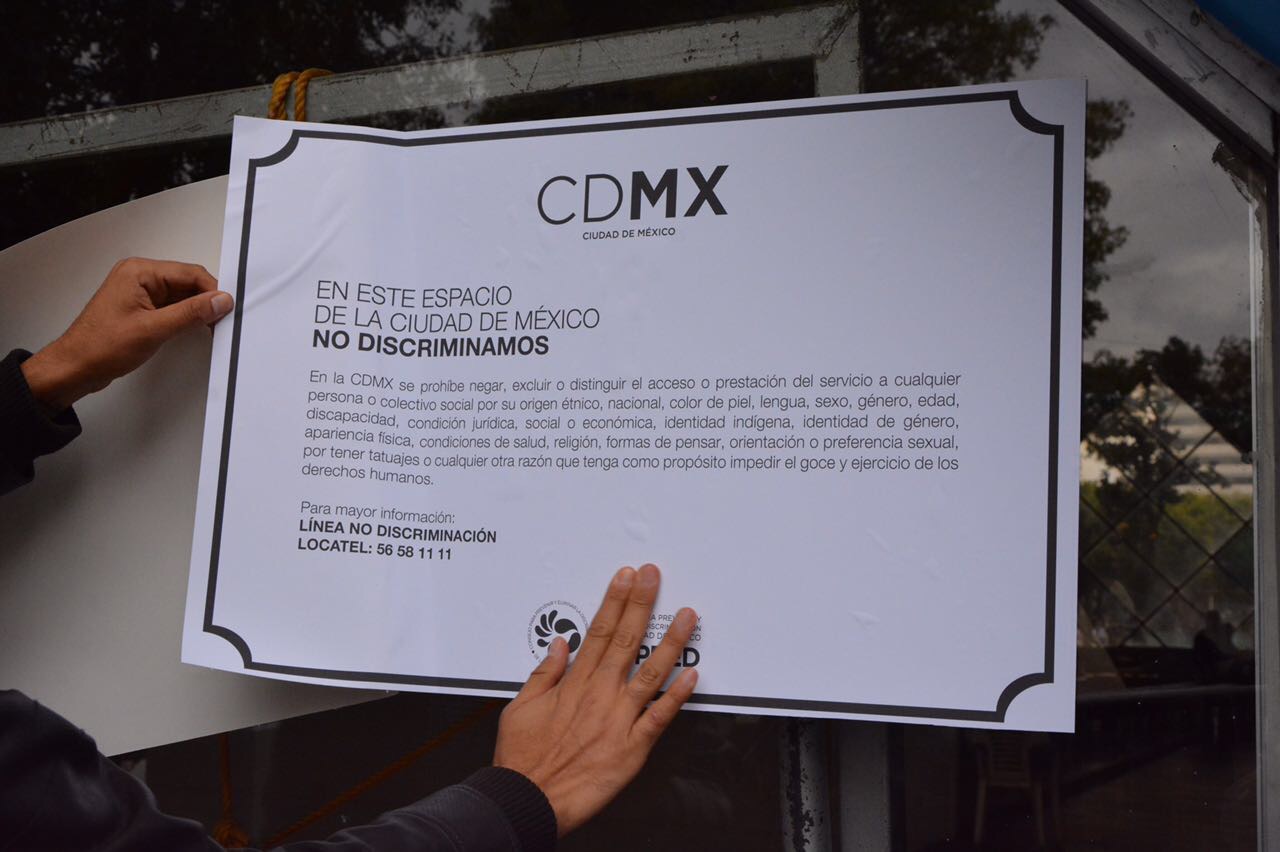 CDMX
CIUDAD DE MÉXICO
EN ESTE ESPACIO
DE LA CIUDAD DE MÉXICO
NO DISCRIMINAMOS
En la CDMX se prohíbe negar, excluir o distinguir el acceso o prestación del servicio a cualquier
persona o colectivo social por su origen étnico, nacional, color de piel, lengua, sexo, género, edad,
discapacidad, condición jurídica, social o económica, identidad indígena, identidad de género,
apariencia física, condiciones de salud, religión, formas de pensar, orientación o preferencia sexual,
por tener tatuajes o cualquier otra razón que tenga como propósito impedir el goce y ejercicio de los
derechos humanos.
Para mayor información:
LÍNEA NO DISCRIMINACIÓN
LOCATEL: 56 58 11 11